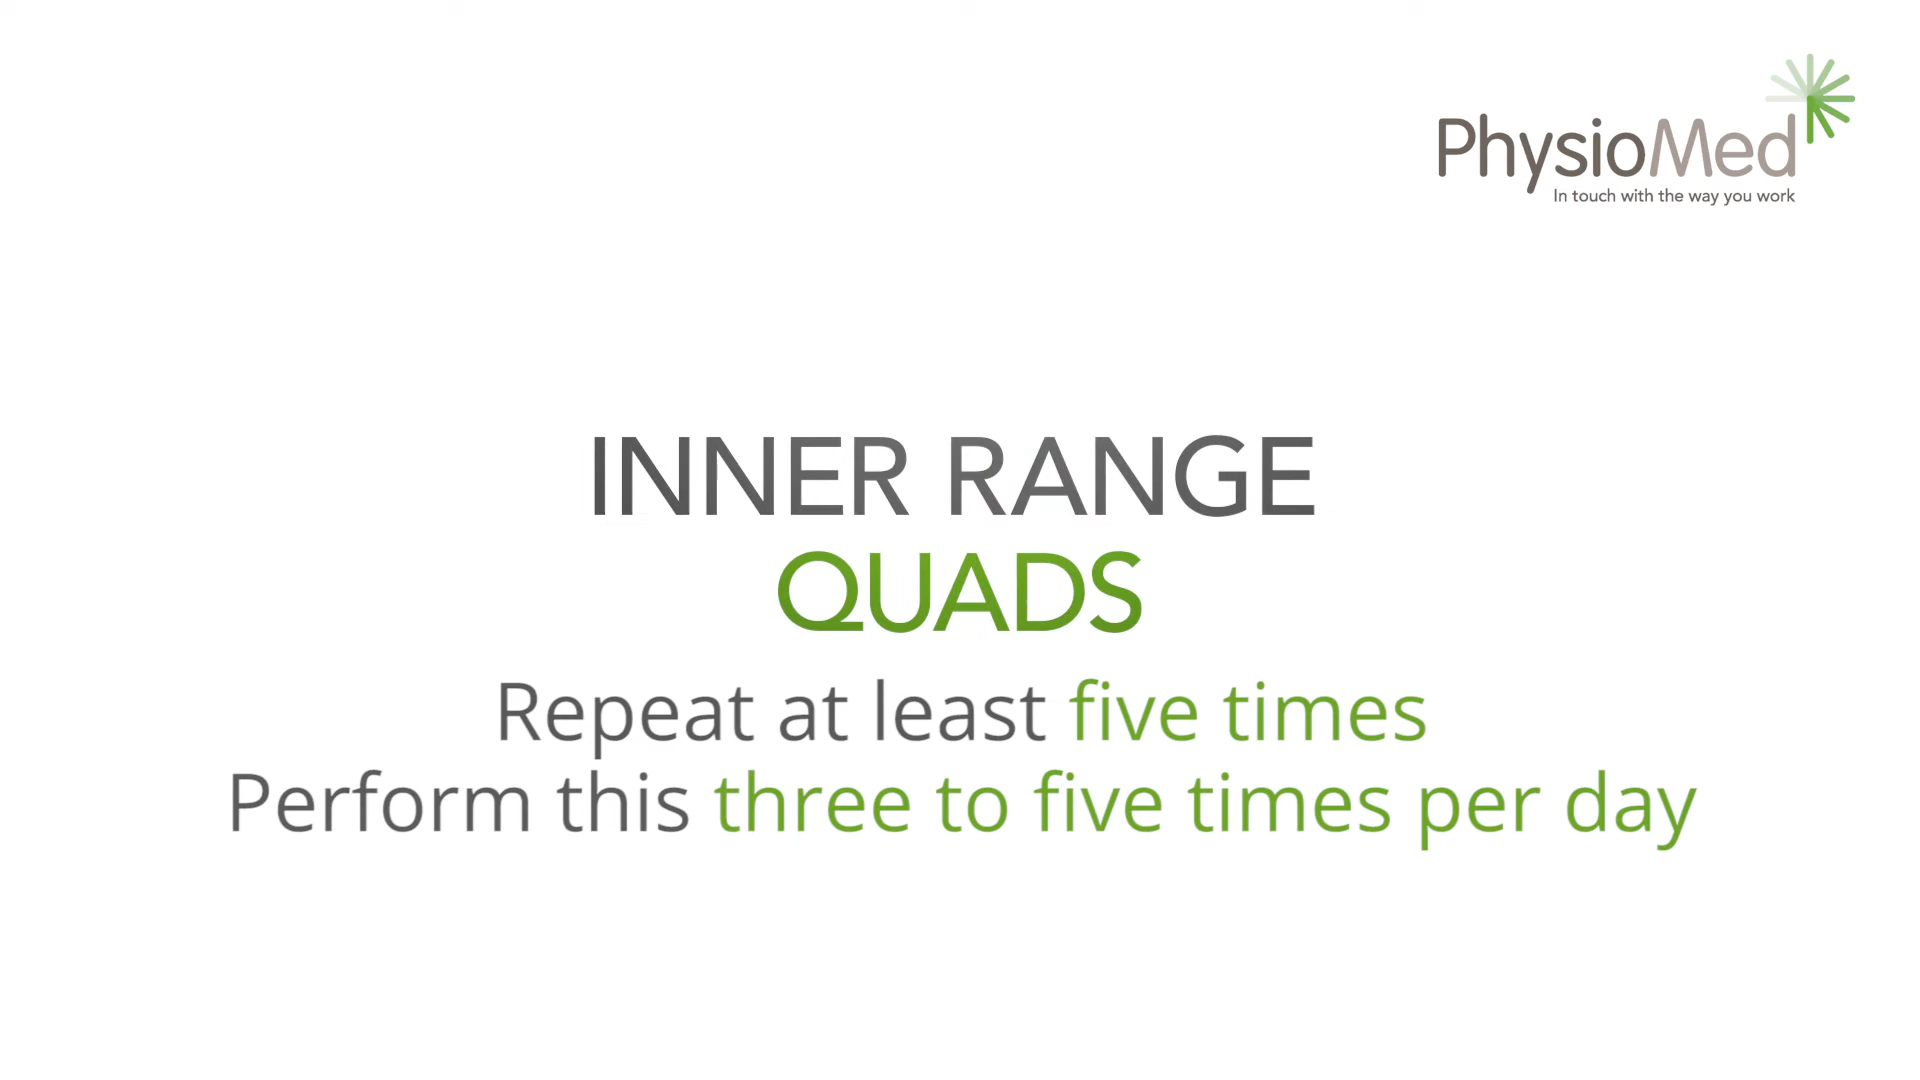 PhysioMed
In touch with the way you work
INNER RANGE
QUADS
Repeat at least five times
Perform this three to five times per day